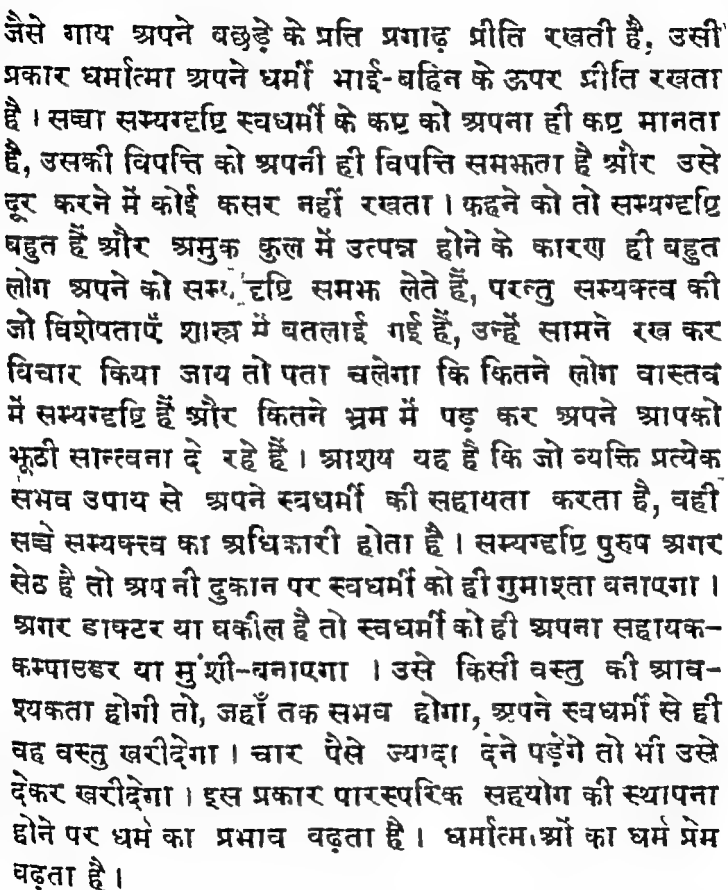 जैसे गाय अपने बछड़े के प्रति प्रगाढ़ प्रीति रखती है, उसी
प्रकार धर्मात्मा अपने धर्मी भाई-बहिन के ऊपर प्रीति रखता
है । सच्चा सम्यग्दृष्टि स्वधर्मी के कष्ट को अपना ही कष्ट मानता
है, उसकी विपत्ति को अपनी ही विपत्ति समझता है और उसे
दूर करने में कोई कसर नहीं रखता । कहने को तो सम्यग्दृष्टि
बहुत हैं और अमुक कुल में उत्पन्न होने के कारण ही बहुत
लोग अपने को सम्यग्दृष्टि समझ लेते हैं, परन्तु सम्यक्त्व की
जो विशेषताएँ शास्त्र में बतलाई गई हैं, उन्हें सामने रख कर
विचार किया जाय तो पता चलेगा कि कितने लोग वास्तव
में सम्यग्दृष्टि हैं और कितने भ्रम में पड़ कर अपने आपको
झूठी सान्त्वना दे रहे हैं । आशय यह है कि जो व्यक्ति प्रत्येक
संभव उपाय से अपने स्वधर्मी की सहायता करता है, वही
सच्चे सम्यक्त्व का अधिकारी होता है । सम्यग्दृष्टि पुरुष अगर
सेठ है तो अपनी दुकान पर स्वधर्मी को ही गुमाश्ता बनाएगा ।
अगर डाक्टर या वकील है तो स्वधर्मी को ही अपना सहायक-
कम्पाउडर या मुंशी-बनाएगा । उसे किसी वस्तु की आव-
श्यकता होगी तो, जहाँ तक संभव होगा, अपने स्वधर्मी से ही
वह वस्तु खरीदेगा । चार पैसे ज्यादा देने पड़ेंगे तो भी उसे
देकर खरीदेगा । इस प्रकार पारस्परिक सहयोग की स्थापना
होने पर धर्म का प्रभाव बढ़ता है । धर्मात्माओं का धर्म प्रेम
बढ़ता है ।